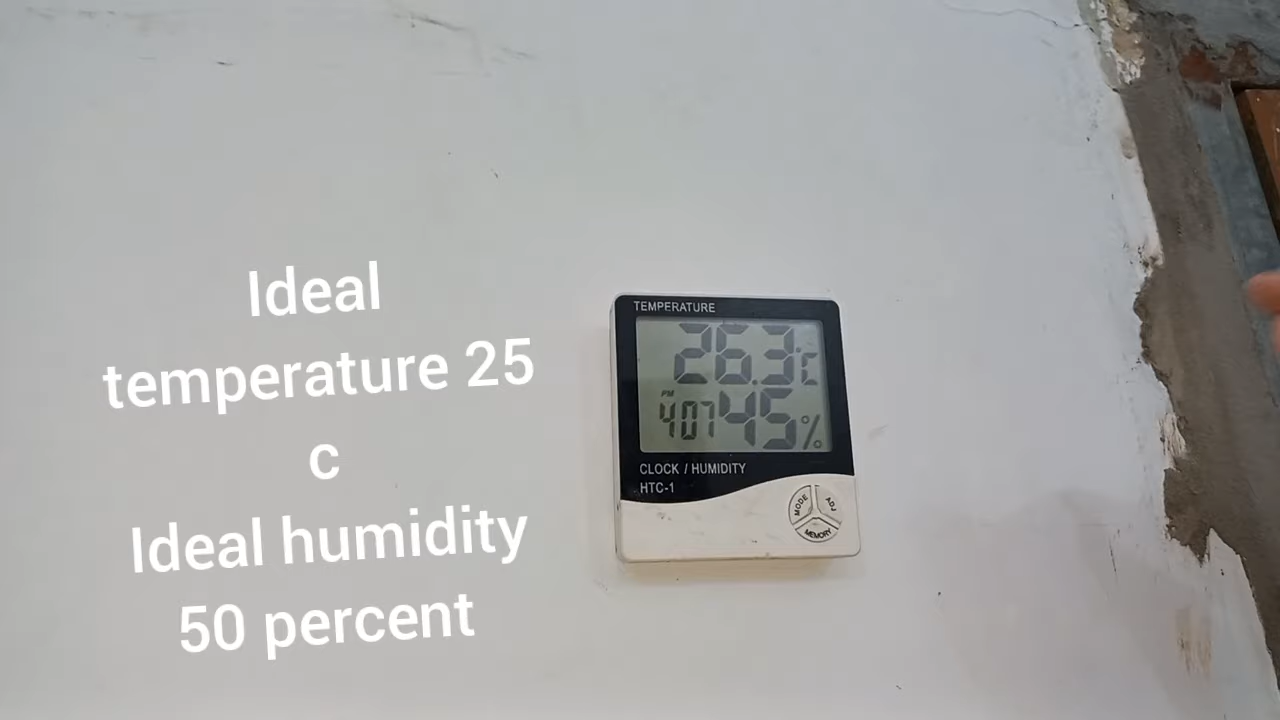 Ideal
temperature 25
c
Ideal humidity
50 percent
TEMPERATURE
26.3°C
PM
4:07 45%
CLOCK / HUMIDITY
HTC-1
MODE
ADJ
MEMORY